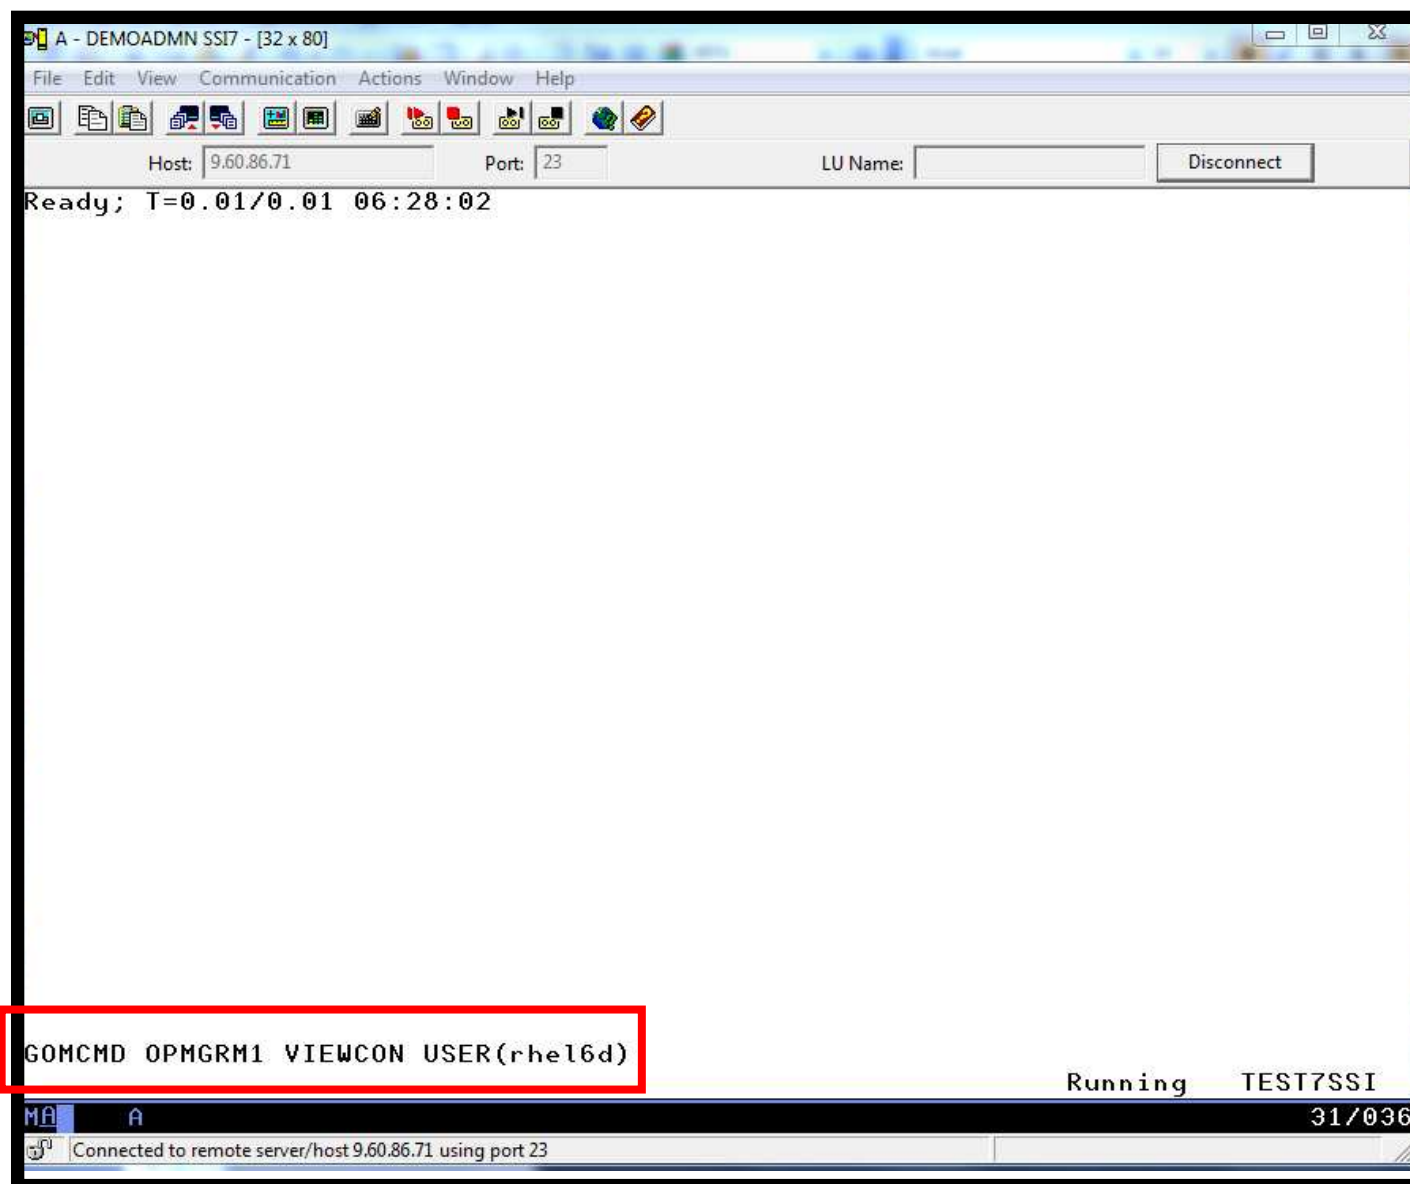 A - DEMOADMN SSI7 - [32 x 80]
File Edit View Communication Actions Window Help
Host: 9.60.86.71 Port: 23 LU Name: Disconnect
Ready; T=0.01/0.01 06:28:02
GOMCMD OPMGRM1 VIEWCON USER(rhel6d)
Running TEST7SSI
MA A 31/036
Connected to remote server/host 9.60.86.71 using port 23